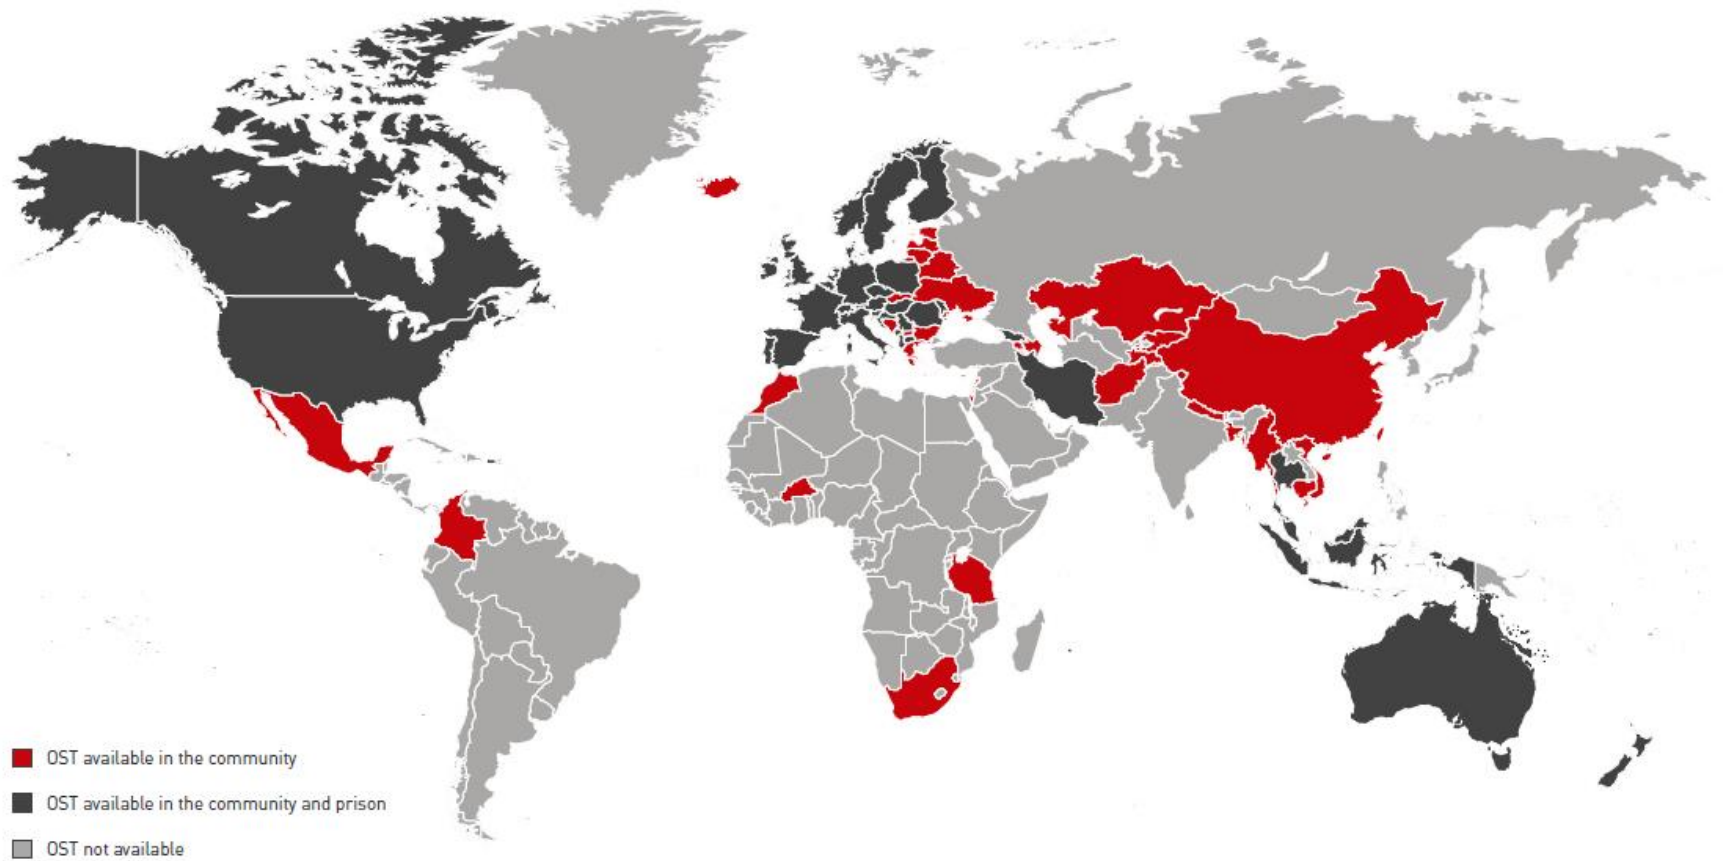 OST available in the community
OST available in the community and prison
OST not available